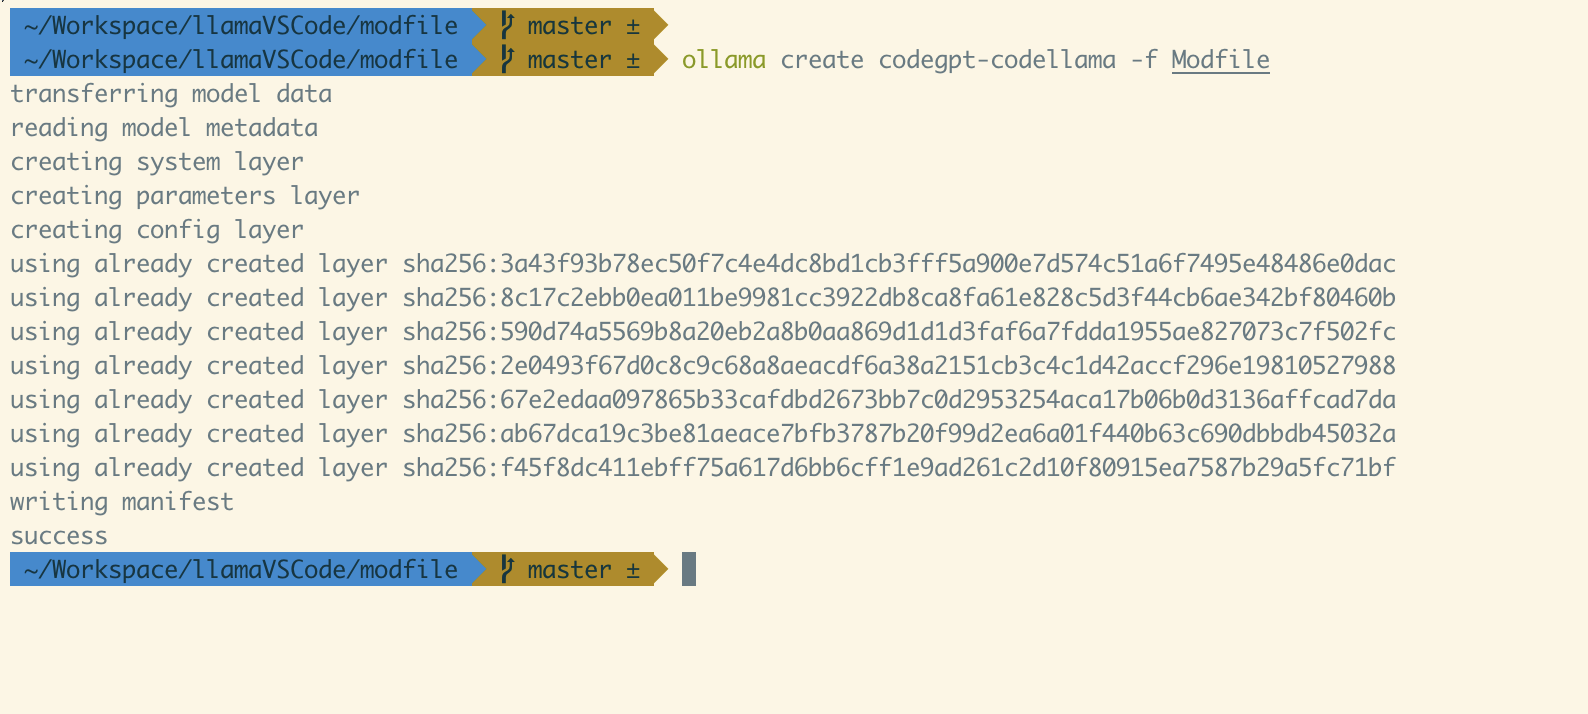 ~/Workspace/llamaVSCode/modfile master ±
~/Workspace/llamaVSCode/modfile master ± ollama create codegpt-codellama -f Modfile
transferring model data
reading model metadata
creating system layer
creating parameters layer
creating config layer
using already created layer sha256:3a43f93b78ec50f7c4e4dc8bd1cb3fff5a900e7d574c51a6f7495e48486e0dac
using already created layer sha256:8c17c2ebb0ea011be9981cc3922db8ca8fa61e828c5d3f44cb6ae342bf80460b
using already created layer sha256:590d74a5569b8a20eb2a8b0aa869d1d1d3faf6a7fdda1955ae827073c7f502fc
using already created layer sha256:2e0493f67d0c8c9c68a8aeacdf6a38a2151cb3c4c1d42accf296e19810527988
using already created layer sha256:67e2edaa097865b33cafdbd2673bb7c0d2953254aca17b06b0d3136affcad7da
using already created layer sha256:ab67dca19c3be81aeace7bfb3787b20f99d2ea6a01f440b63c690dbbdb45032a
using already created layer sha256:f45f8dc411ebff75a617d6bb6cff1e9ad261c2d10f80915ea7587b29a5fc71bf
writing manifest
success
~/Workspace/llamaVSCode/modfile master ±